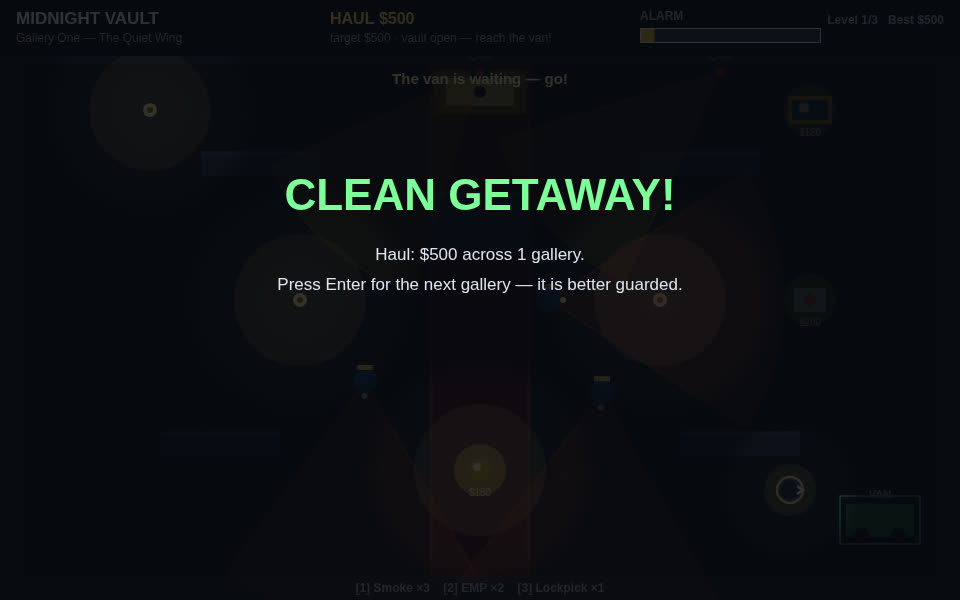 MIDNIGHT VAULT
Gallery One — The Quiet Wing
HAUL $500
target $500 · vault open — reach the van!
ALARM
Level 1/3 Best $500
The van is waiting — go!
$120
CLEAN GETAWAY!
Haul: $500 across 1 gallery.
Press Enter for the next gallery — it is better guarded.
$180
VAN
[1] Smoke ×3 [2] EMP ×2 [3] Lockpick ×1